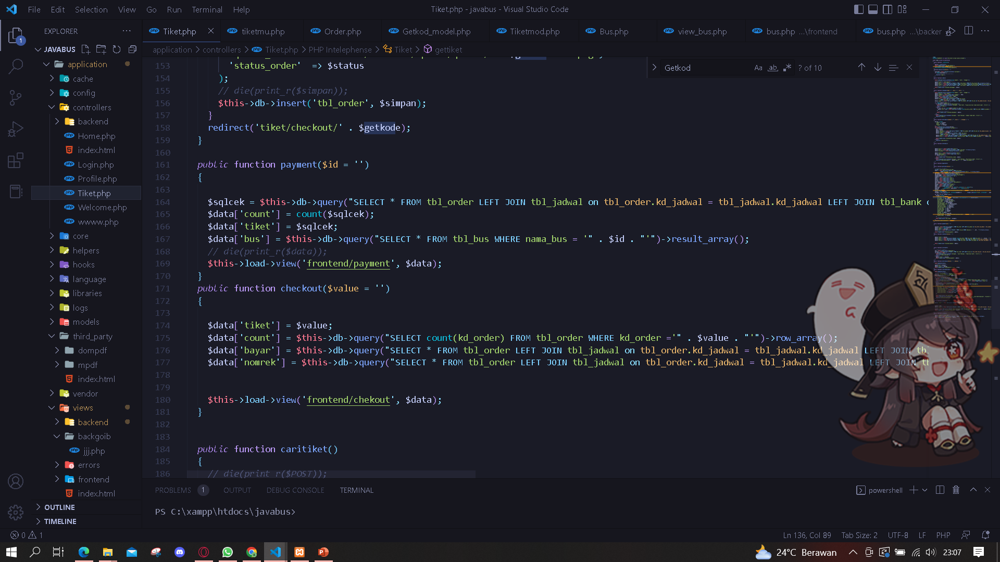 File Edit Selection View Go Run Terminal Help
Tiket.php - javabus - Visual Studio Code
EXPLORER
Tiket.php tiketmu.php Order.php Getkod_model.php Tiketmod.php Bus.php view_bus.php bus.php ...\frontend bus.php ...\backer
1
JAVABUS
application > controllers > Tiket.php > PHP Intelephense > Tiket > gettiket
Getkod
Aa ab ? of 10
application
cache
config
controllers
backend
Home.php
index.html
Login.php
Profile.php
Tiket.php
Welcome.php
wwww.php
core
helpers
hooks
language
libraries
logs
models
third_party
dompdf
mpdf
index.html
vendor
views
backend
backgoib
jjj.php
errors
frontend
index.html
OUTLINE
TIMELINE
153 'status_order' => $status
154 );
155 // die(print_r($simpan));
156 $this->db->insert('tbl_order', $simpan);
157 }
158 redirect('tiket/checkout/' . $getkode);
159 }
160
161 public function payment($id = '')
162 {
163
164 $sqlcek = $this->db->query("SELECT * FROM tbl_order LEFT JOIN tbl_jadwal on tbl_order.kd_jadwal = tbl_jadwal.kd_jadwal LEFT JOIN tbl_bank
165 $data['count'] = count($sqlcek);
166 $data['tiket'] = $sqlcek;
167 $data['bus'] = $this->db->query("SELECT * FROM tbl_bus WHERE nama_bus = '" . $id . "'")->result_array();
168 // die(print_r($data));
169 $this->load->view('frontend/payment', $data);
170 }
171 public function checkout($value = '')
172 {
173
174 $data['tiket'] = $value;
175 $data['count'] = $this->db->query("SELECT count(kd_order) FROM tbl_order WHERE kd_order ='" . $value . "'")->row_array();
176 $data['bayar'] = $this->db->query("SELECT * FROM tbl_order LEFT JOIN tbl_jadwal on tbl_order.kd_jadwal = tbl_jadwal.kd_jadwal LEFT JOIN
177 $data['nomrek'] = $this->db->query("SELECT * FROM tbl_order LEFT JOIN tbl_jadwal on tbl_order.kd_jadwal = tbl_jadwal.kd_jadwal LEFT JOIN
178
179
180 $this->load->view('frontend/chekout', $data);
181 }
182
183
184 public function caritiket()
185 {
186 // die(print_r($POST));
PROBLEMS 1 OUTPUT DEBUG CONSOLE TERMINAL
powershell
PS C:\xampp\htdocs\javabus>
0 1
Ln 136, Col 89 Tab Size: 2 UTF-8 LF PHP
24°C Berawan 23:07